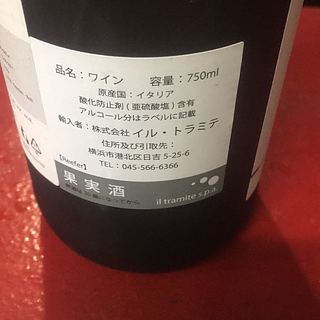 品名：ワイン　容量：750ml
原産国：イタリア
酸化防止剤(亜硫酸塩)含有
アルコール分はラベルに記載
輸入者：株式会社イル・トラミテ
住所及び引取先：
横浜市港北区日吉5-25-6
【Reefer】 TEL：045-566-6366
果実酒
il tramite s.p.a.